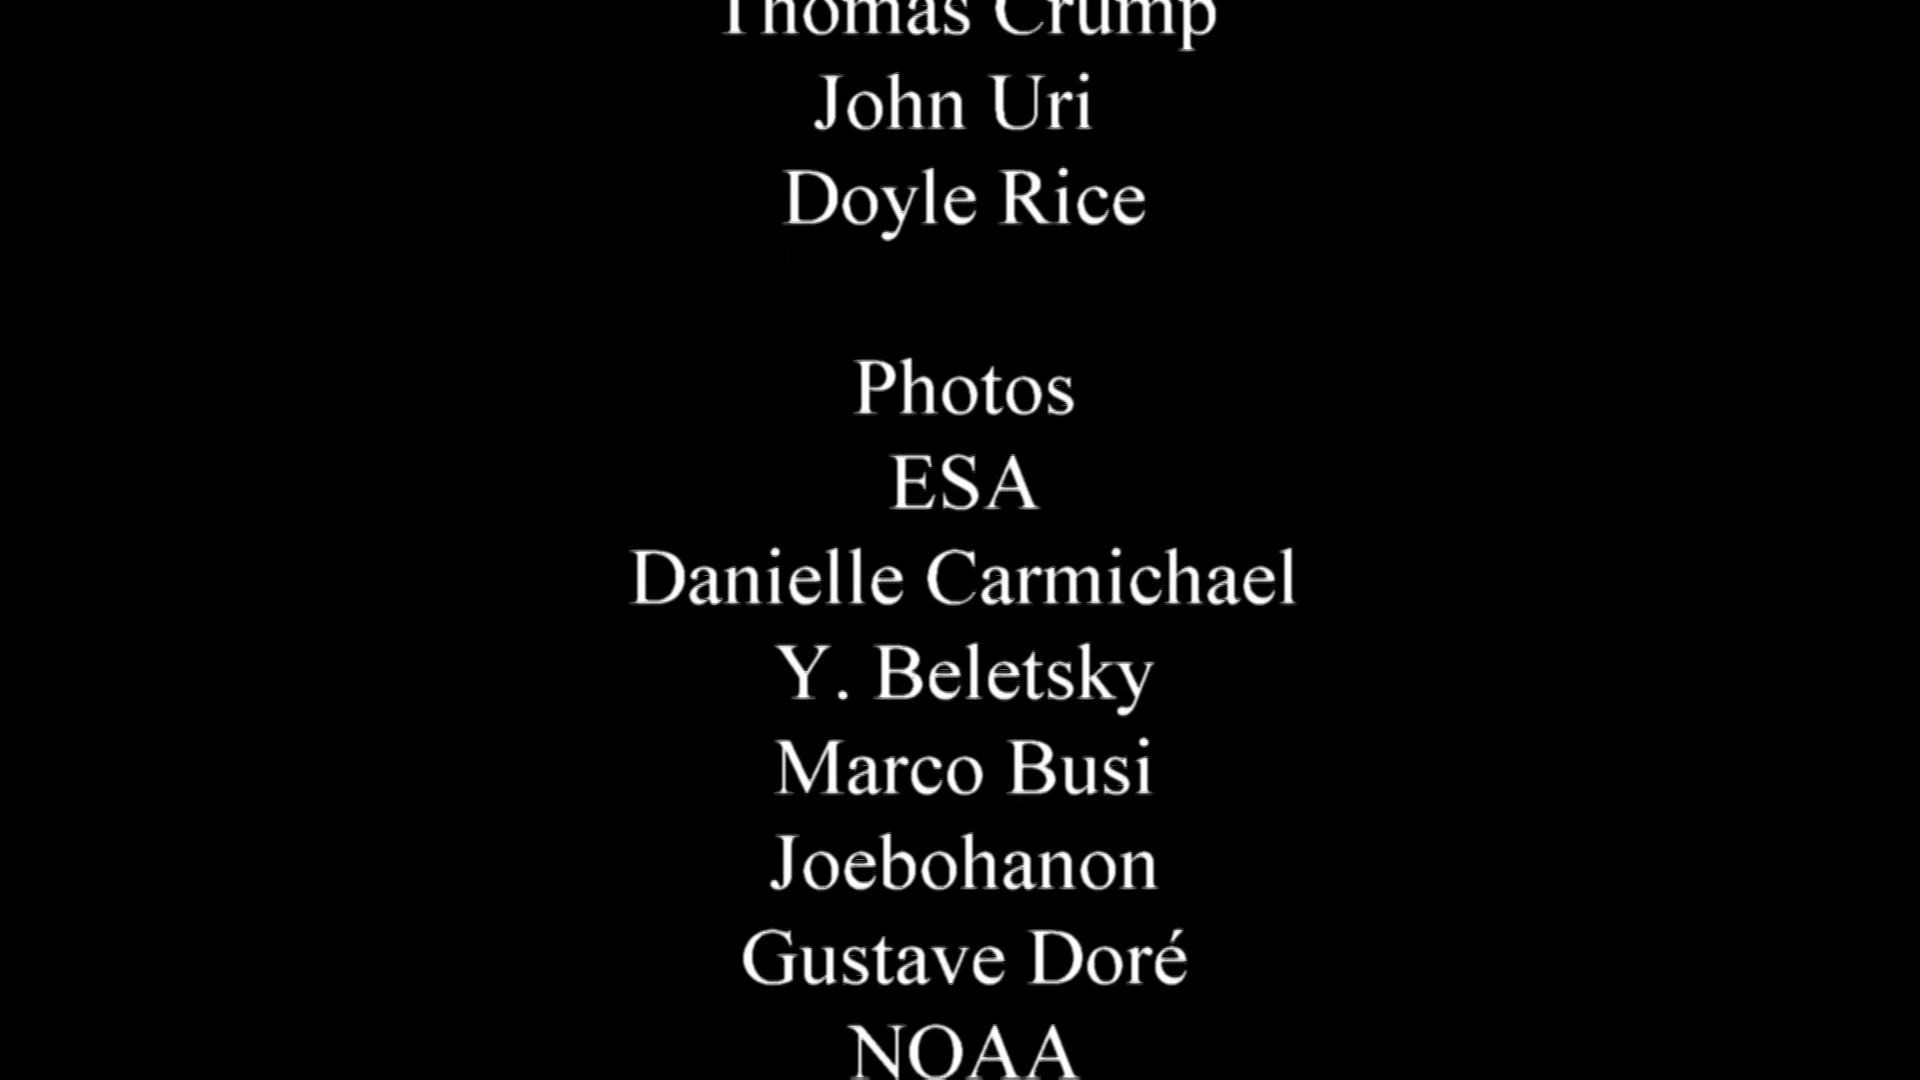 Thomas Crump
John Uri
Doyle Rice
Photos
ESA
Danielle Carmichael
Y. Beletsky
Marco Busi
Joebohanon
Gustave Doré
NOAA